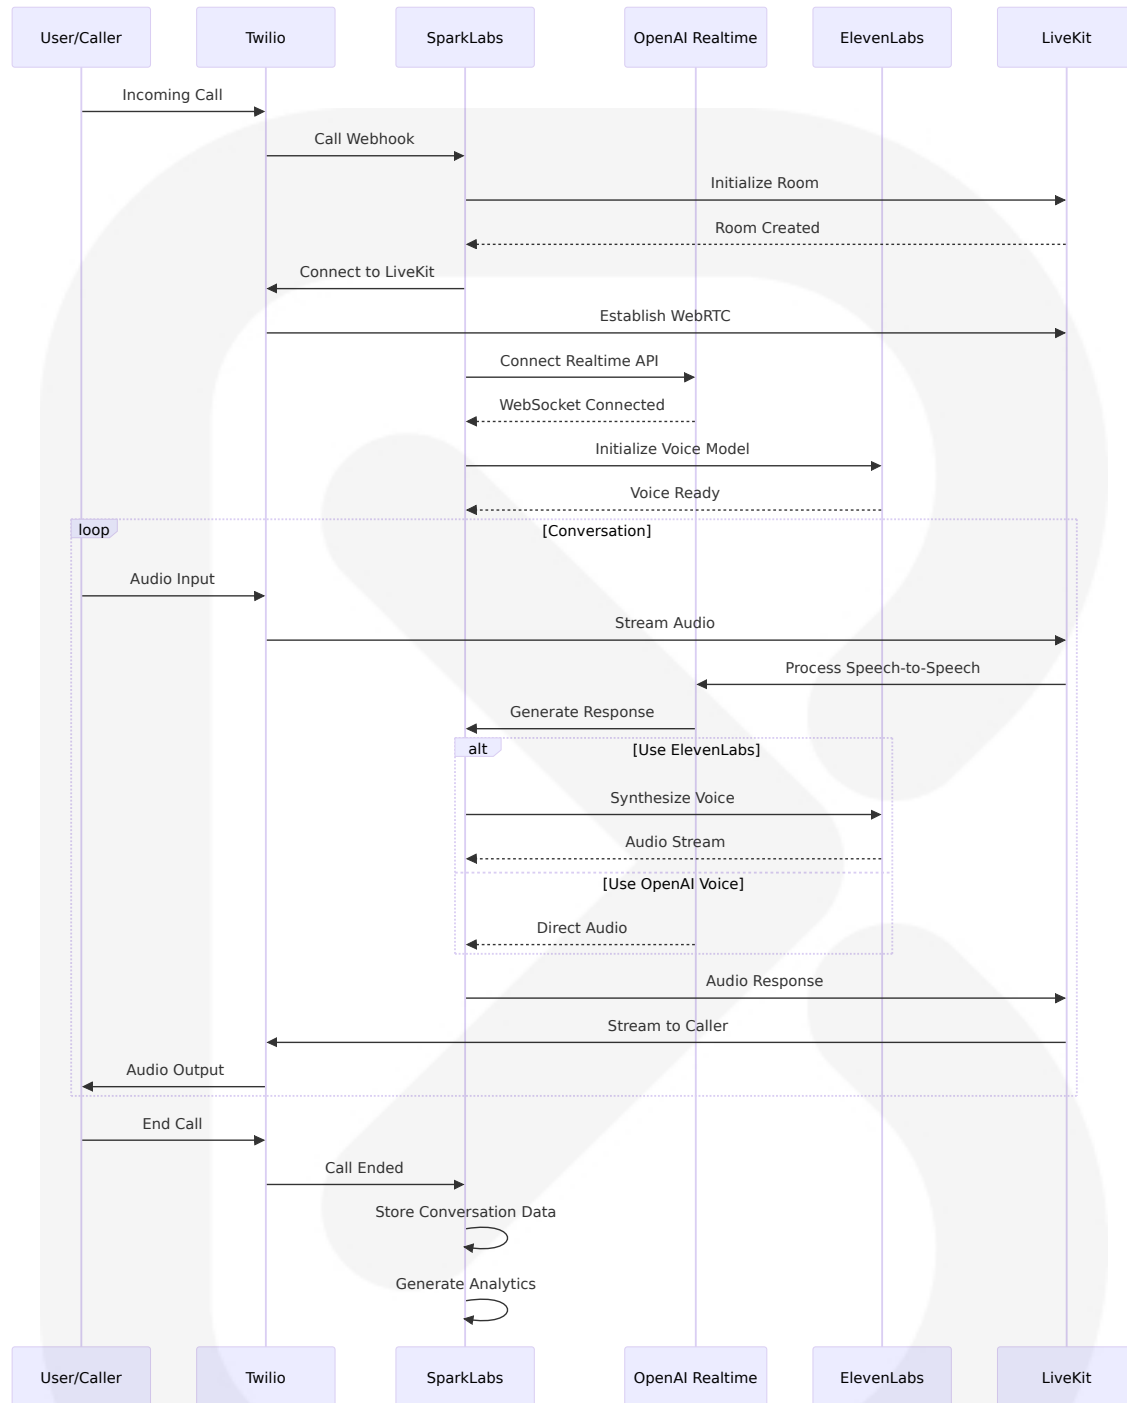 User/Caller
Twilio
SparkLabs
OpenAI Realtime
ElevenLabs
LiveKit
Incoming Call
Call Webhook
Initialize Room
Room Created
Connect to LiveKit
Establish WebRTC
Connect Realtime API
WebSocket Connected
Initialize Voice Model
Voice Ready
loop
[Conversation]
Audio Input
Stream Audio
Process Speech-to-Speech
Generate Response
alt
[Use ElevenLabs]
Synthesize Voice
Audio Stream
[Use OpenAI Voice]
Direct Audio
Audio Response
Stream to Caller
Audio Output
End Call
Call Ended
Store Conversation Data
Generate Analytics
User/Caller
Twilio
SparkLabs
OpenAI Realtime
ElevenLabs
LiveKit